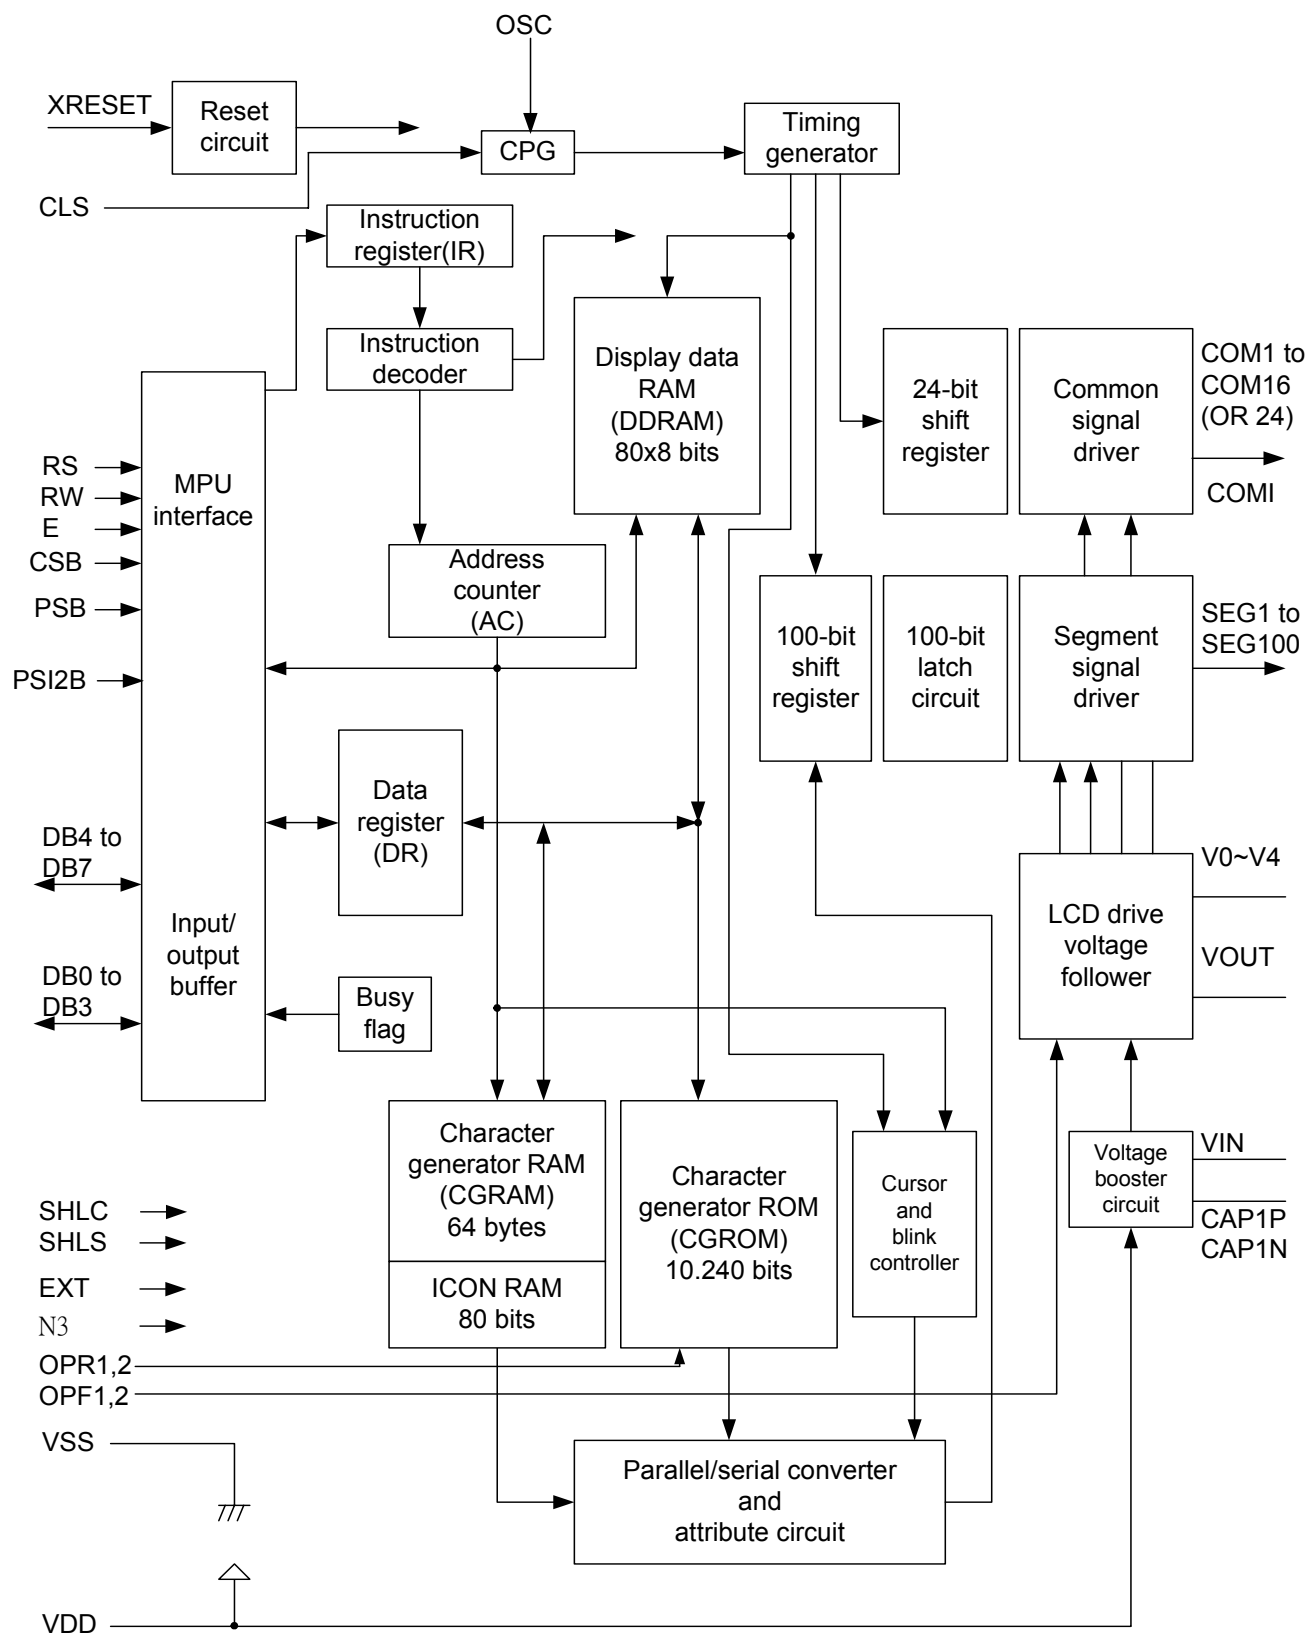 OSC
XRESET
Reset
circuit
CPG
Timing
generator
CLS
Instruction
register(IR)
Instruction
decoder
Display data
RAM
(DDRAM)
80x8 bits
24-bit
shift
register
Common
signal
driver
COM1 to
COM16
(OR 24)
COMI
MPU
interface
RS
RW
E
CSB
PSB
PSI2B
Address
counter
(AC)
100-bit
shift
register
100-bit
latch
circuit
Segment
signal
driver
SEG1 to
SEG100
Data
register
(DR)
DB4 to
DB7
Input/
output
buffer
DB0 to
DB3
Busy
flag
LCD drive
voltage
follower
V0~V4
VOUT
Character
generator RAM
(CGRAM)
64 bytes
ICON RAM
80 bits
Character
generator ROM
(CGROM)
10.240 bits
Cursor
and
blink
controller
Voltage
booster
circuit
VIN
CAP1P
CAP1N
SHLC
SHLS
EXT
N3
OPR1,2
OPF1,2
VSS
Parallel/serial converter
and
attribute circuit
VDD